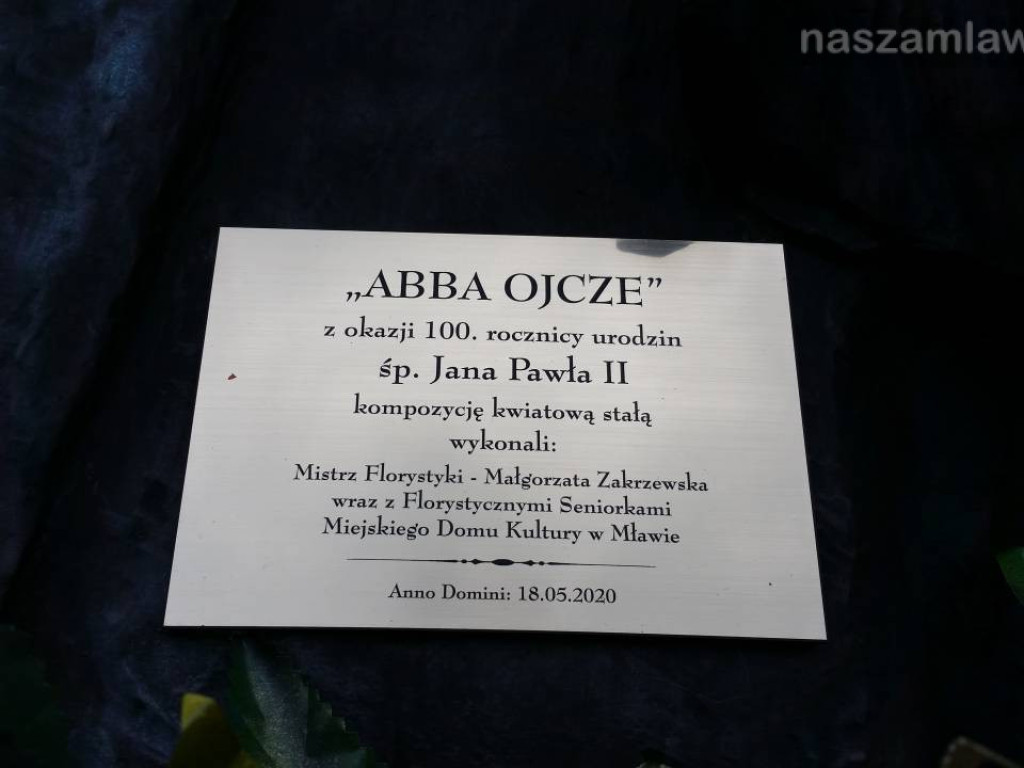 naszamlaw
„ABBA OJCZE”
z okazji 100. rocznicy urodzin
śp. Jana Pawła II
kompozycję kwiatową stałą
wykonali:
Mistrz Florystyki - Małgorzata Zakrzewska
wraz z Florystycznymi Seniorkami
Miejskiego Domu Kultury w Mławie
Anno Domini: 18.05.2020